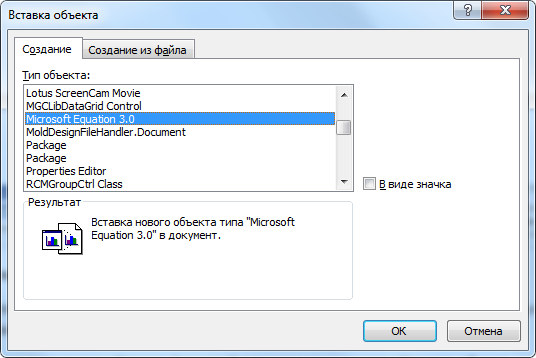 Вставка объекта
Создание
Создание из файла
Тип объекта:
Lotus ScreenCam Movie
MGCLibDataGrid Control
Microsoft Equation 3.0
MoldDesignFileHandler.Document
Package
Package
Properties Editor
RCMGroupCtrl Class
В виде значка
Результат
Вставка нового объекта типа "Microsoft
Equation 3.0" в документ.
ОК
Отмена